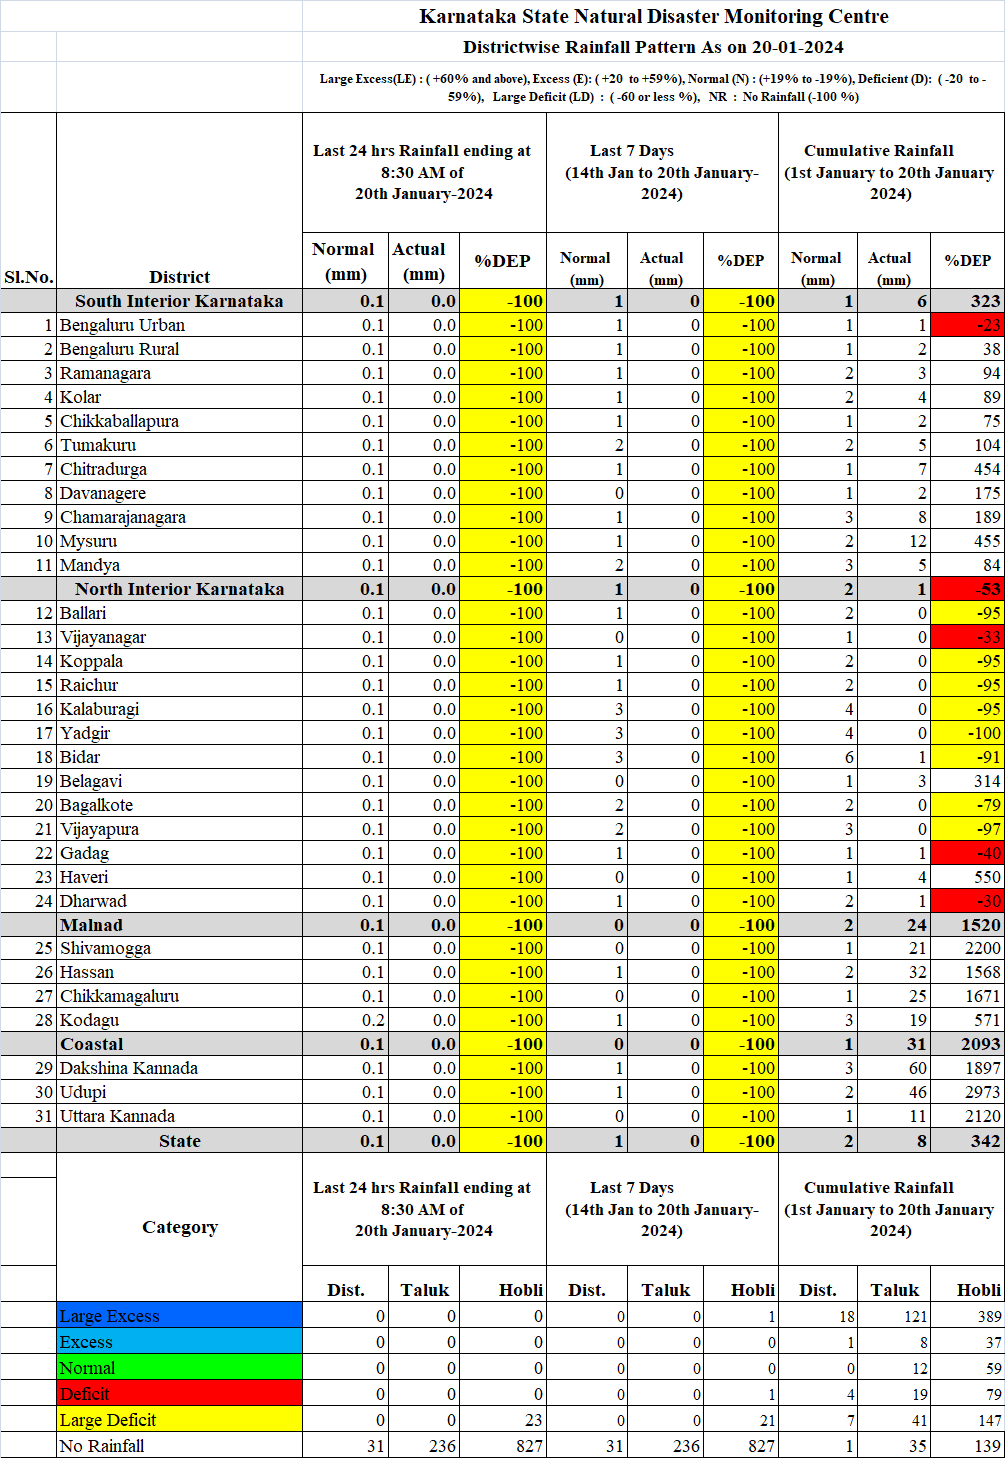 Karnataka State Natural Disaster Monitoring Centre
Districtwise Rainfall Pattern As on 20-01-2024
Large Excess(LE) : ( +60% and above), Excess (E): ( +20 to +59%), Normal (N) : (+19% to -19%), Deficient (D): ( -20 to -
59%), Large Deficit (LD) : ( -60 or less %), NR : No Rainfall (-100 %)
Last 24 hrs Rainfall ending at
8:30 AM of
20th January-2024
Last 7 Days
(14th Jan to 20th January-
2024)
Cumulative Rainfall
(1st January to 20th January
2024)
Sl.No. District Normal (mm) Actual (mm) %DEP Normal (mm) Actual (mm) %DEP Normal (mm) Actual (mm) %DEP
South Interior Karnataka 0.1 0.0 -100 1 0 -100 1 6 323
1 Bengaluru Urban 0.1 0.0 -100 1 0 -100 1 1 -23
2 Bengaluru Rural 0.1 0.0 -100 1 0 -100 1 2 38
3 Ramanagara 0.1 0.0 -100 1 0 -100 2 3 94
4 Kolar 0.1 0.0 -100 1 0 -100 2 4 89
5 Chikkaballapura 0.1 0.0 -100 1 0 -100 1 2 75
6 Tumakuru 0.1 0.0 -100 2 0 -100 2 5 104
7 Chitradurga 0.1 0.0 -100 1 0 -100 1 7 454
8 Davanagere 0.1 0.0 -100 0 0 -100 1 2 175
9 Chamarajanagara 0.1 0.0 -100 1 0 -100 3 8 189
10 Mysuru 0.1 0.0 -100 1 0 -100 2 12 455
11 Mandya 0.1 0.0 -100 2 0 -100 3 5 84
North Interior Karnataka 0.1 0.0 -100 1 0 -100 2 1 -53
12 Ballari 0.1 0.0 -100 1 0 -100 2 0 -95
13 Vijayanagar 0.1 0.0 -100 0 0 -100 1 0 -33
14 Koppala 0.1 0.0 -100 1 0 -100 2 0 -95
15 Raichur 0.1 0.0 -100 1 0 -100 2 0 -95
16 Kalaburagi 0.1 0.0 -100 3 0 -100 4 0 -95
17 Yadgir 0.1 0.0 -100 3 0 -100 4 0 -100
18 Bidar 0.1 0.0 -100 3 0 -100 6 1 -91
19 Belagavi 0.1 0.0 -100 0 0 -100 1 3 314
20 Bagalkote 0.1 0.0 -100 2 0 -100 2 0 -79
21 Vijayapura 0.1 0.0 -100 2 0 -100 3 0 -97
22 Gadag 0.1 0.0 -100 1 0 -100 1 1 -40
23 Haveri 0.1 0.0 -100 0 0 -100 1 4 550
24 Dharwad 0.1 0.0 -100 1 0 -100 2 1 -30
Malnad 0.1 0.0 -100 0 0 -100 2 24 1520
25 Shivamogga 0.1 0.0 -100 0 0 -100 1 21 2200
26 Hassan 0.1 0.0 -100 1 0 -100 2 32 1568
27 Chikkamagaluru 0.1 0.0 -100 0 0 -100 1 25 1671
28 Kodagu 0.2 0.0 -100 1 0 -100 3 19 571
Coastal 0.1 0.0 -100 0 0 -100 1 31 2093
29 Dakshina Kannada 0.1 0.0 -100 1 0 -100 3 60 1897
30 Udupi 0.1 0.0 -100 1 0 -100 2 46 2973
31 Uttara Kannada 0.1 0.0 -100 0 0 -100 1 11 2120
State 0.1 0.0 -100 1 0 -100 2 8 342
Category
Last 24 hrs Rainfall ending at
8:30 AM of
20th January-2024
Last 7 Days
(14th Jan to 20th January-
2024)
Cumulative Rainfall
(1st January to 20th January
2024)
Dist. Taluk Hobli Dist. Taluk Hobli Dist. Taluk Hobli
Large Excess 0 0 0 0 0 1 18 121 389
Excess 0 0 0 0 0 0 1 8 37
Normal 0 0 0 0 0 0 0 12 59
Deficit 0 0 0 0 0 1 4 19 79
Large Deficit 0 0 23 0 0 21 7 41 147
No Rainfall 31 236 827 31 236 827 1 35 139